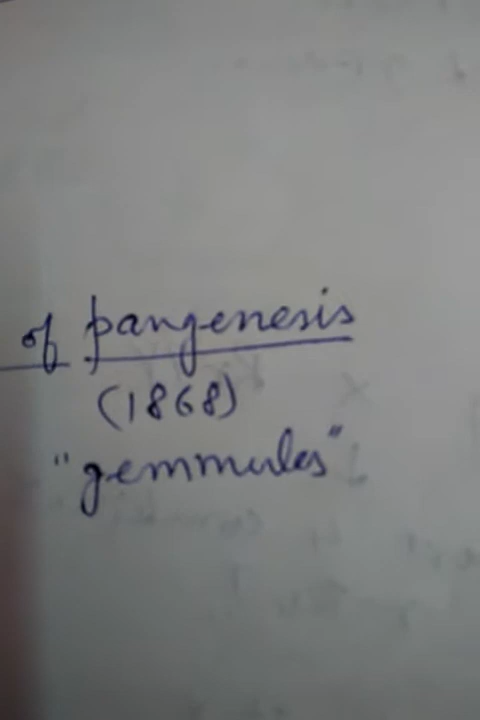 of pangenesis
(1868)
"gemmules"